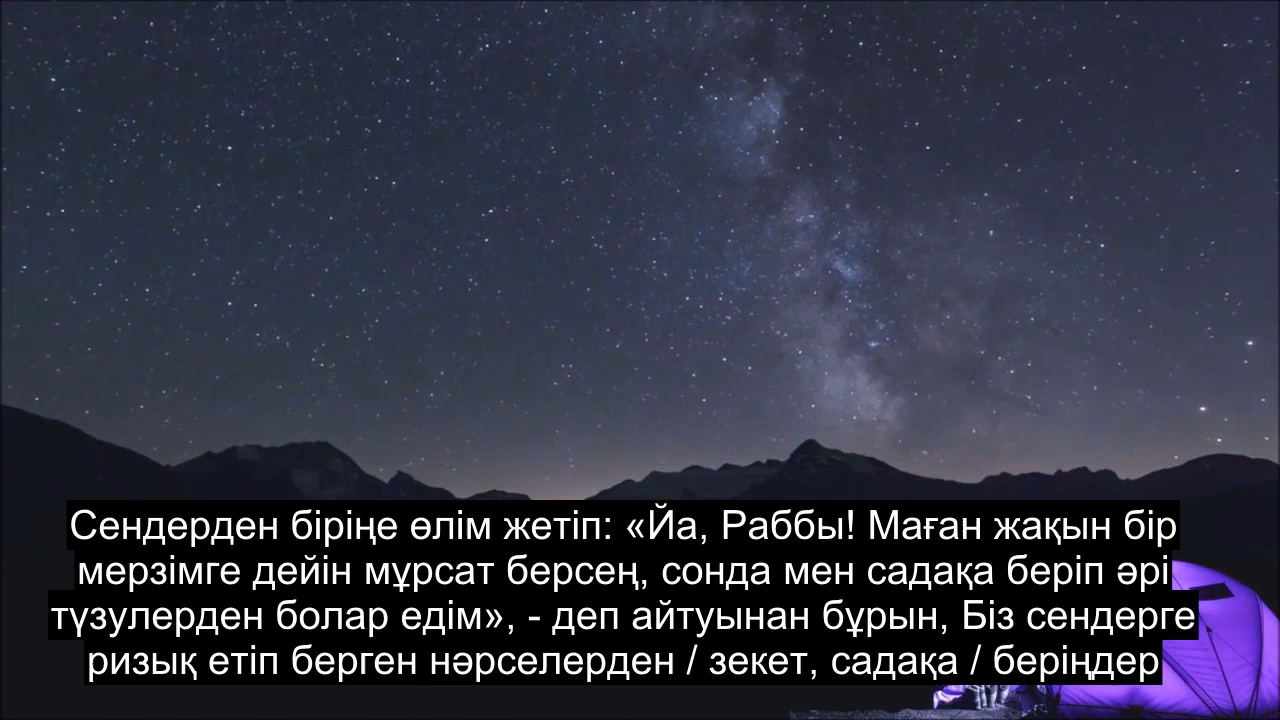 Сендерден біріңе өлім жетіп: «Йа, Раббы! Маған жақын бір
мерзімге дейін мұрсат берсең, сонда мен садақа беріп әрі
түзулерден болар едім», - деп айтуынан бұрын, Біз сендерге
ризық етіп берген нәрселерден / зекет, садақа / беріңдер